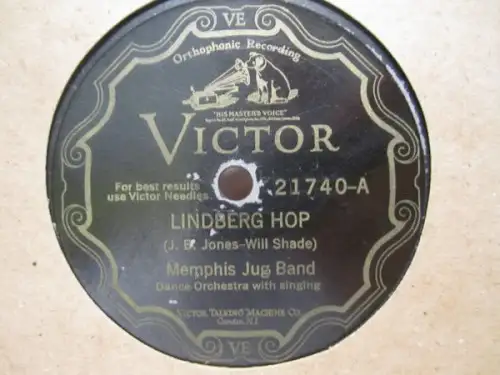 VE
Orthophonic Recording
"HIS MASTER'S VOICE"
VICTOR
For best results
use Victor Needles
21740-A
LINDBERG HOP
(J. B. Jones-Will Shade)
Memphis Jug Band
Dance Orchestra with singing
VICTOR TALKING MACHINE CO.
Camden, N.J.
VE